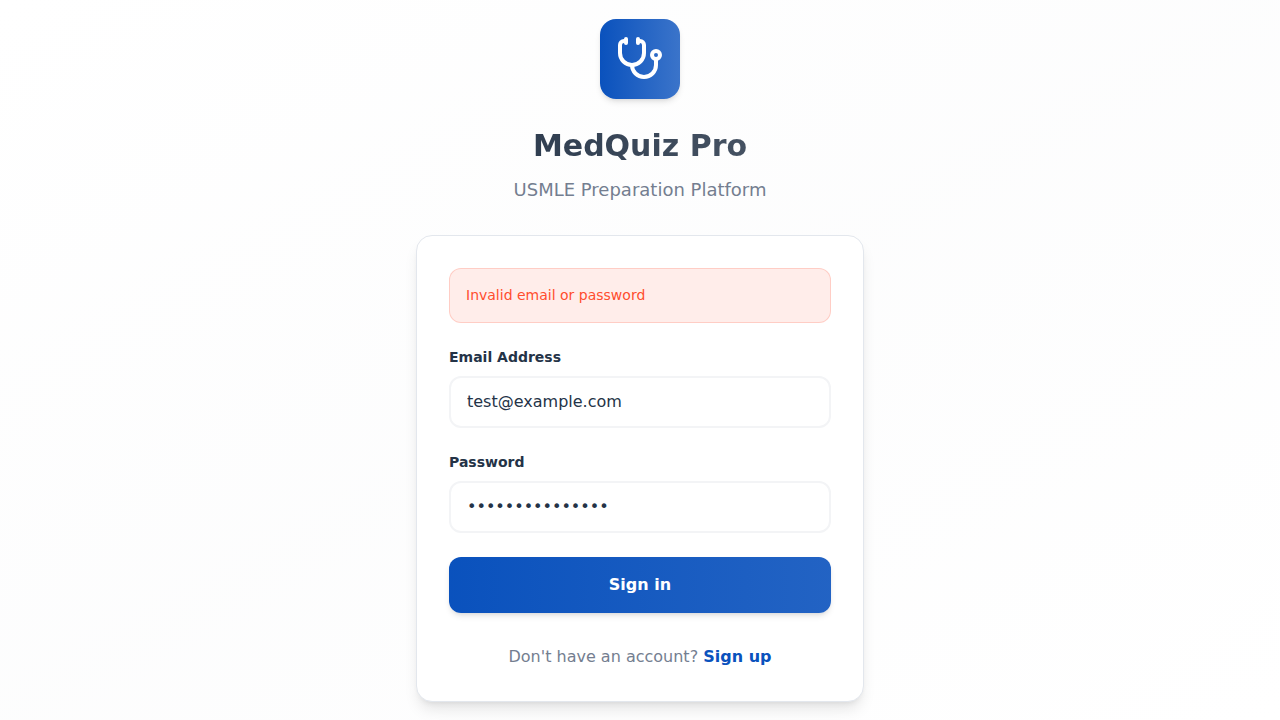 MedQuiz Pro
USMLE Preparation Platform
Invalid email or password
Email Address
test@example.com
Password
•••••••••••••••
Sign in
Don't have an account? Sign up